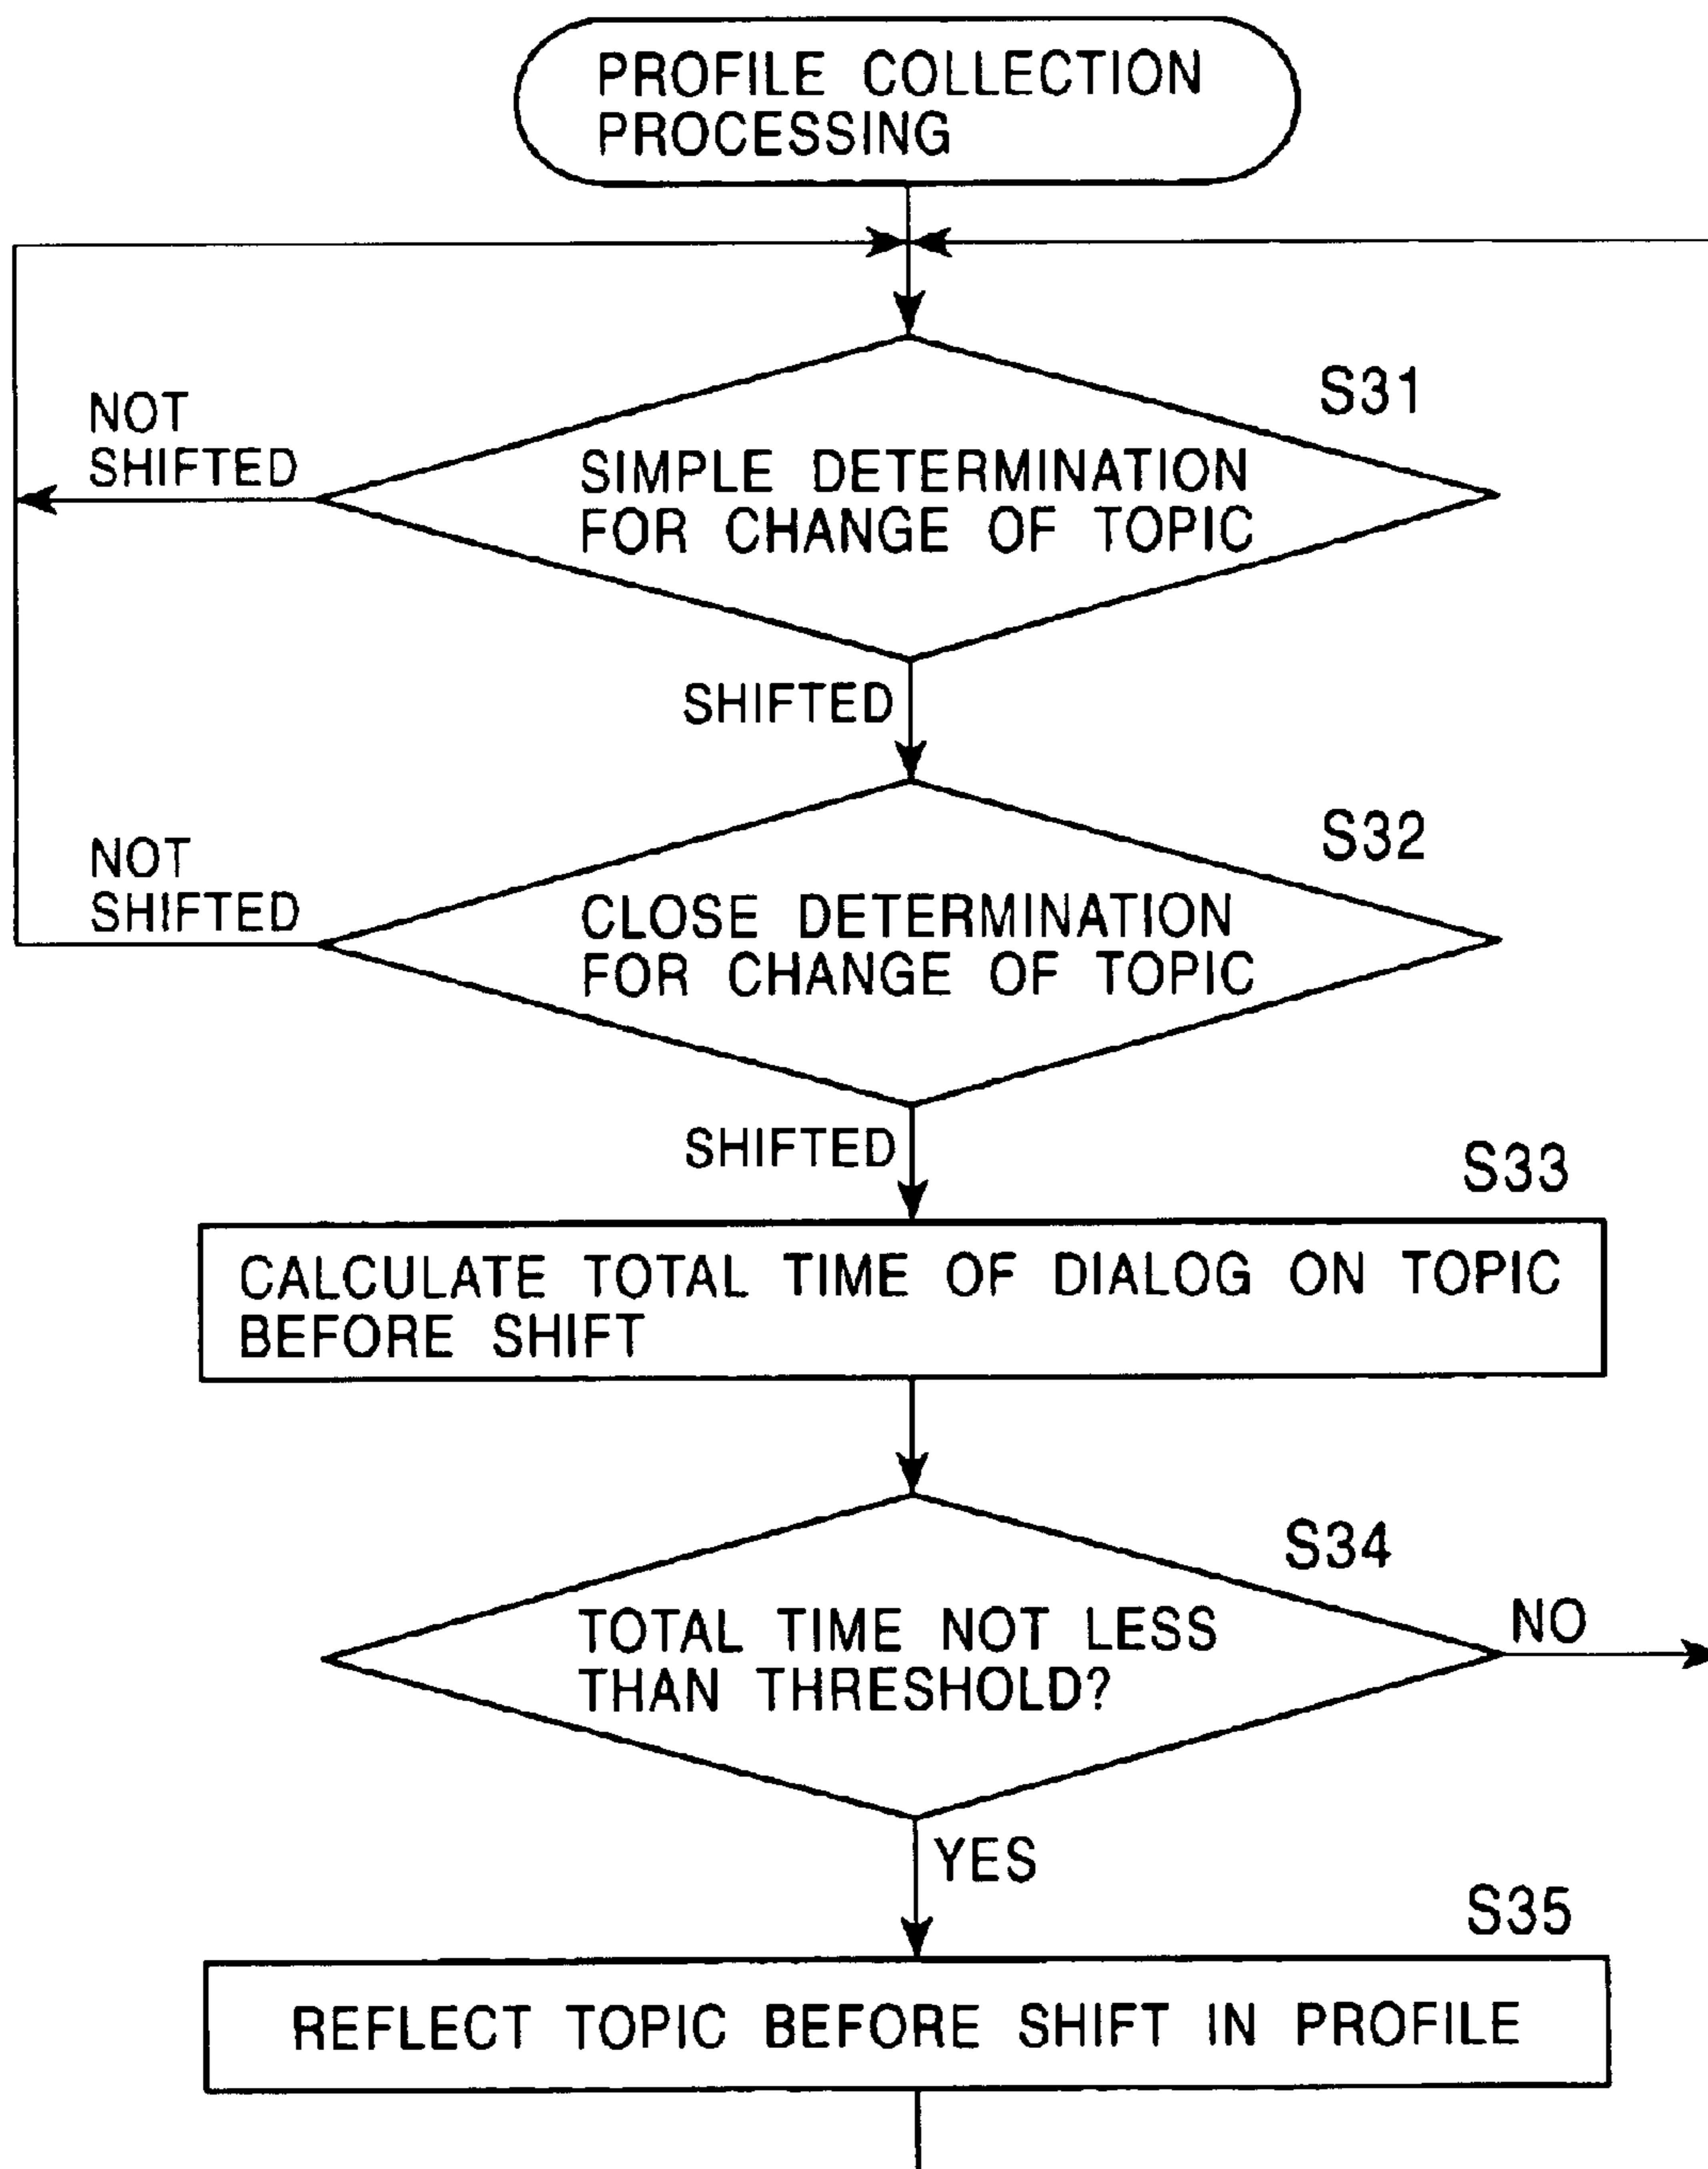 PROFILE COLLECTION
PROCESSING
S31
NOT
SHIFTED
SIMPLE DETERMINATION
FOR CHANGE OF TOPIC
SHIFTED
S32
NOT
SHIFTED
CLOSE DETERMINATION
FOR CHANGE OF TOPIC
SHIFTED
S33
CALCULATE TOTAL TIME OF DIALOG ON TOPIC
BEFORE SHIFT
S34
TOTAL TIME NOT LESS
THAN THRESHOLD?
NO
YES
S35
REFLECT TOPIC BEFORE SHIFT IN PROFILE